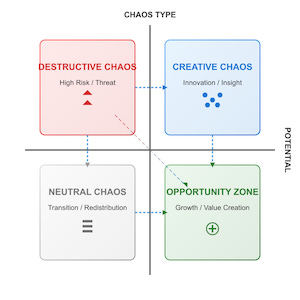 CHAOS TYPE
DESTRUCTIVE CHAOS
High Risk / Threat
CREATIVE CHAOS
Innovation / Insight
POTENTIAL
NEUTRAL CHAOS
Transition / Redistribution
OPPORTUNITY ZONE
Growth / Value Creation